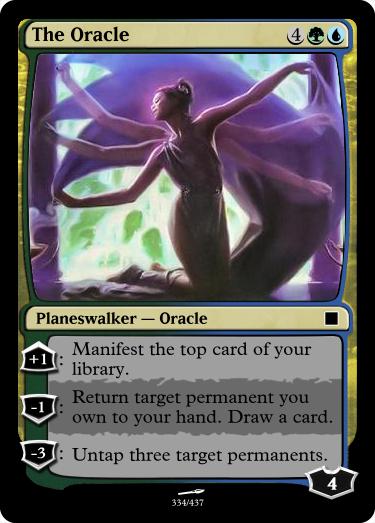 The Oracle 4
Planeswalker — Oracle
+1: Manifest the top card of your
library.
-1: Return target permanent you
own to your hand. Draw a card.
-3: Untap three target permanents.
4
334/437